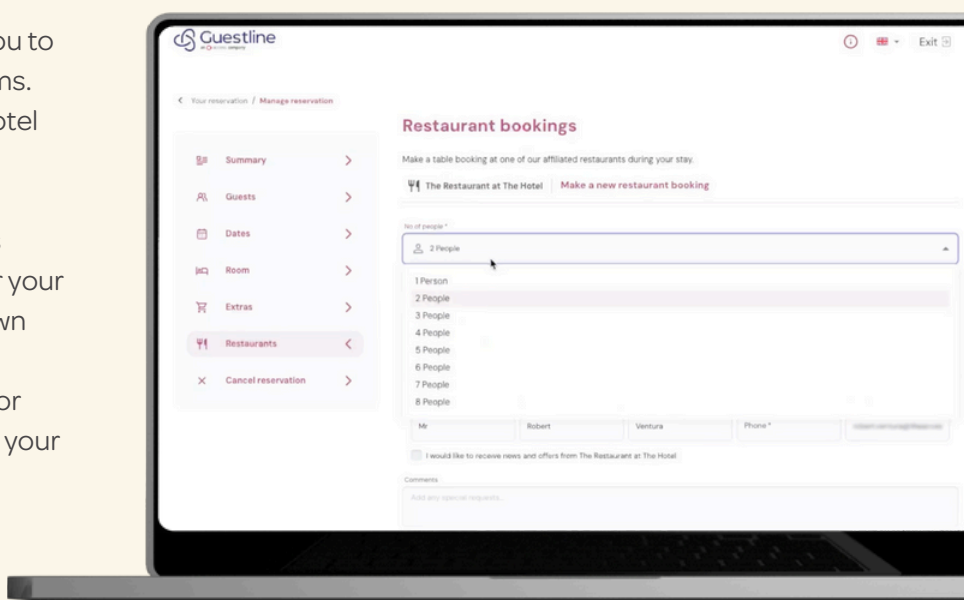 ou to
ms.
otel
r your
wn
or
your
Guestline
Exit
Your reservation / Manage reservation
Summary
Guests
Dates
Room
Extras
Restaurants
Cancel reservation
Restaurant bookings
Make a table booking at one of our affiliated restaurants during your stay.
The Restaurant at The Hotel Make a new restaurant booking
No of people *
2 People
1 Person
2 People
3 People
4 People
5 People
6 People
7 People
8 People
Mr Robert Ventura Phone *
I would like to receive news and offers from The Restaurant at The Hotel
Comments
Add any special requests...